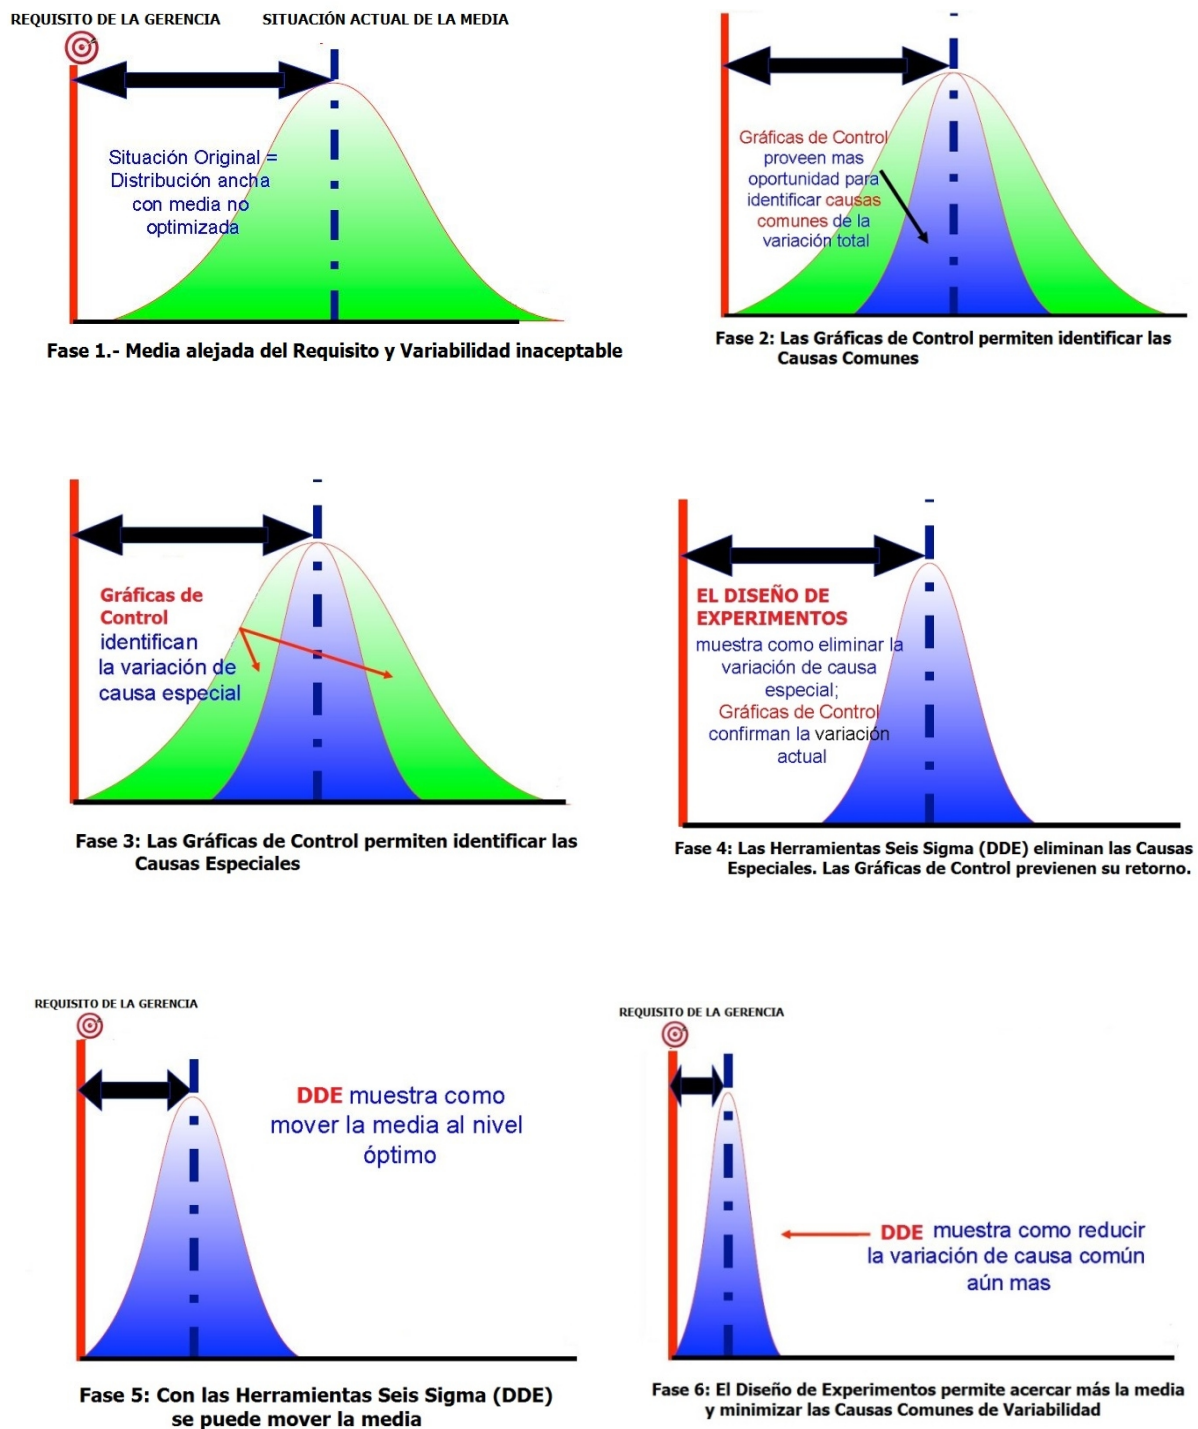 REQUISITO DE LA GERENCIA
SITUACIÓN ACTUAL DE LA MEDIA
Situación Original =
Distribución ancha
con media no
optimizada
Fase 1.- Media alejada del Requisito y Variabilidad inaceptable
Gráficas de Control
proveen mas
oportunidad para
identificar causas
comunes de la
variación total
Fase 2: Las Gráficas de Control permiten identificar las
Causas Comunes
Gráficas de
Control
identifican
la variación de
causa especial
Fase 3: Las Gráficas de Control permiten identificar las
Causas Especiales
EL DISEÑO DE
EXPERIMENTOS
muestra como eliminar la
variación de causa
especial;
Gráficas de Control
confirman la variación
actual
Fase 4: Las Herramientas Seis Sigma (DDE) eliminan las Causas
Especiales. Las Gráficas de Control previenen su retorno.
REQUISITO DE LA GERENCIA
DDE muestra como
mover la media al nivel
óptimo
Fase 5: Con las Herramientas Seis Sigma (DDE)
se puede mover la media
REQUISITO DE LA GERENCIA
DDE muestra como reducir
la variación de causa común
aún mas
Fase 6: El Diseño de Experimentos permite acercar más la media
y minimizar las Causas Comunes de Variabilidad